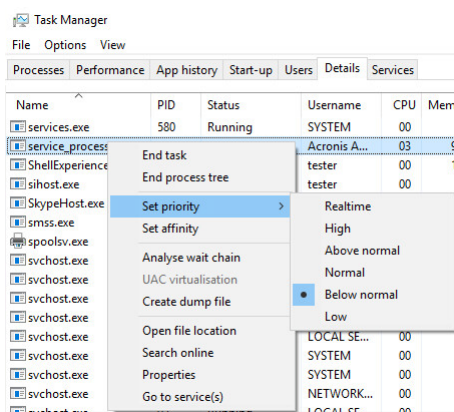 Task Manager
File Options View
Processes Performance App history Start-up Users Details Services
Name PID Status Username CPU Mem
services.exe 580 Running SYSTEM 00
service_process Acronis A... 03 9
ShellExperience tester 00
sihost.exe tester 00
SkypeHost.exe
smss.exe
spoolsv.exe
svchost.exe
svchost.exe
svchost.exe
svchost.exe LOCAL SE... 00
svchost.exe SYSTEM 00
svchost.exe SYSTEM 00
svchost.exe NETWORK... 00
svchost.exe Running LOCAL SE 00
End task
End process tree
Set priority
Set affinity
Analyse wait chain
UAC virtualisation
Create dump file
Open file location
Search online
Properties
Go to service(s)
Realtime
High
Above normal
Normal
Below normal
Low